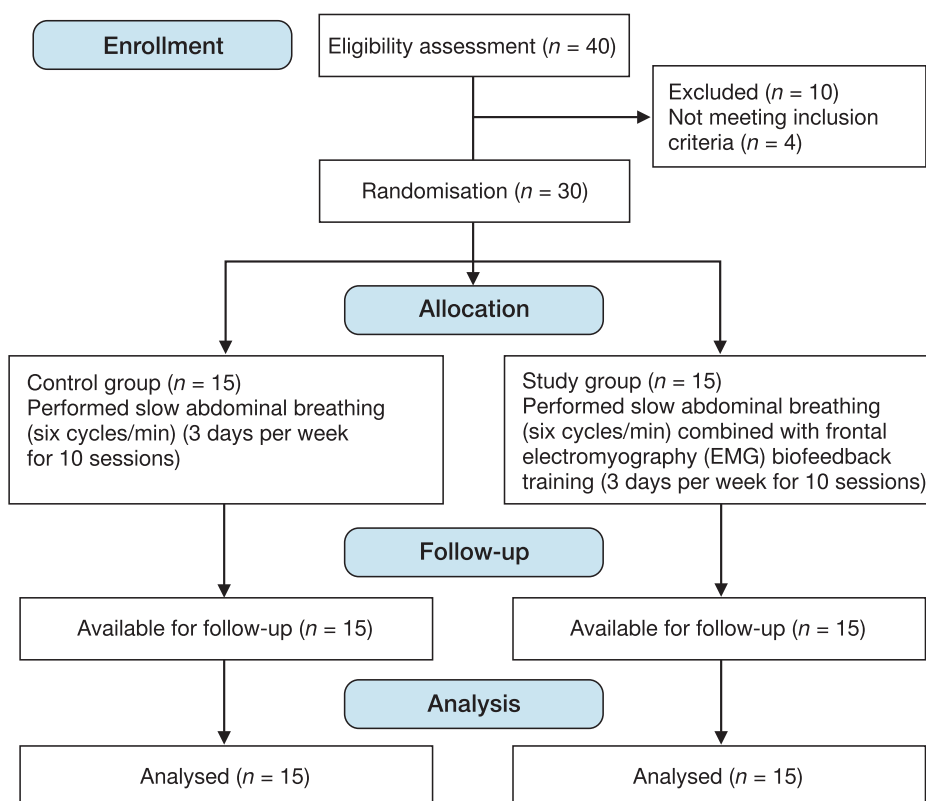 Enrollment
Eligibility assessment (n = 40)
Excluded (n = 10)
Not meeting inclusion
criteria (n = 4)
Randomisation (n = 30)
Allocation
Control group (n = 15)
Performed slow abdominal breathing
(six cycles/min) (3 days per week
for 10 sessions)
Study group (n = 15)
Performed slow abdominal breathing
(six cycles/min) combined with frontal
electromyography (EMG) biofeedback
training (3 days per week for 10 sessions)
Follow-up
Available for follow-up (n = 15)
Available for follow-up (n = 15)
Analysis
Analysed (n = 15)
Analysed (n = 15)